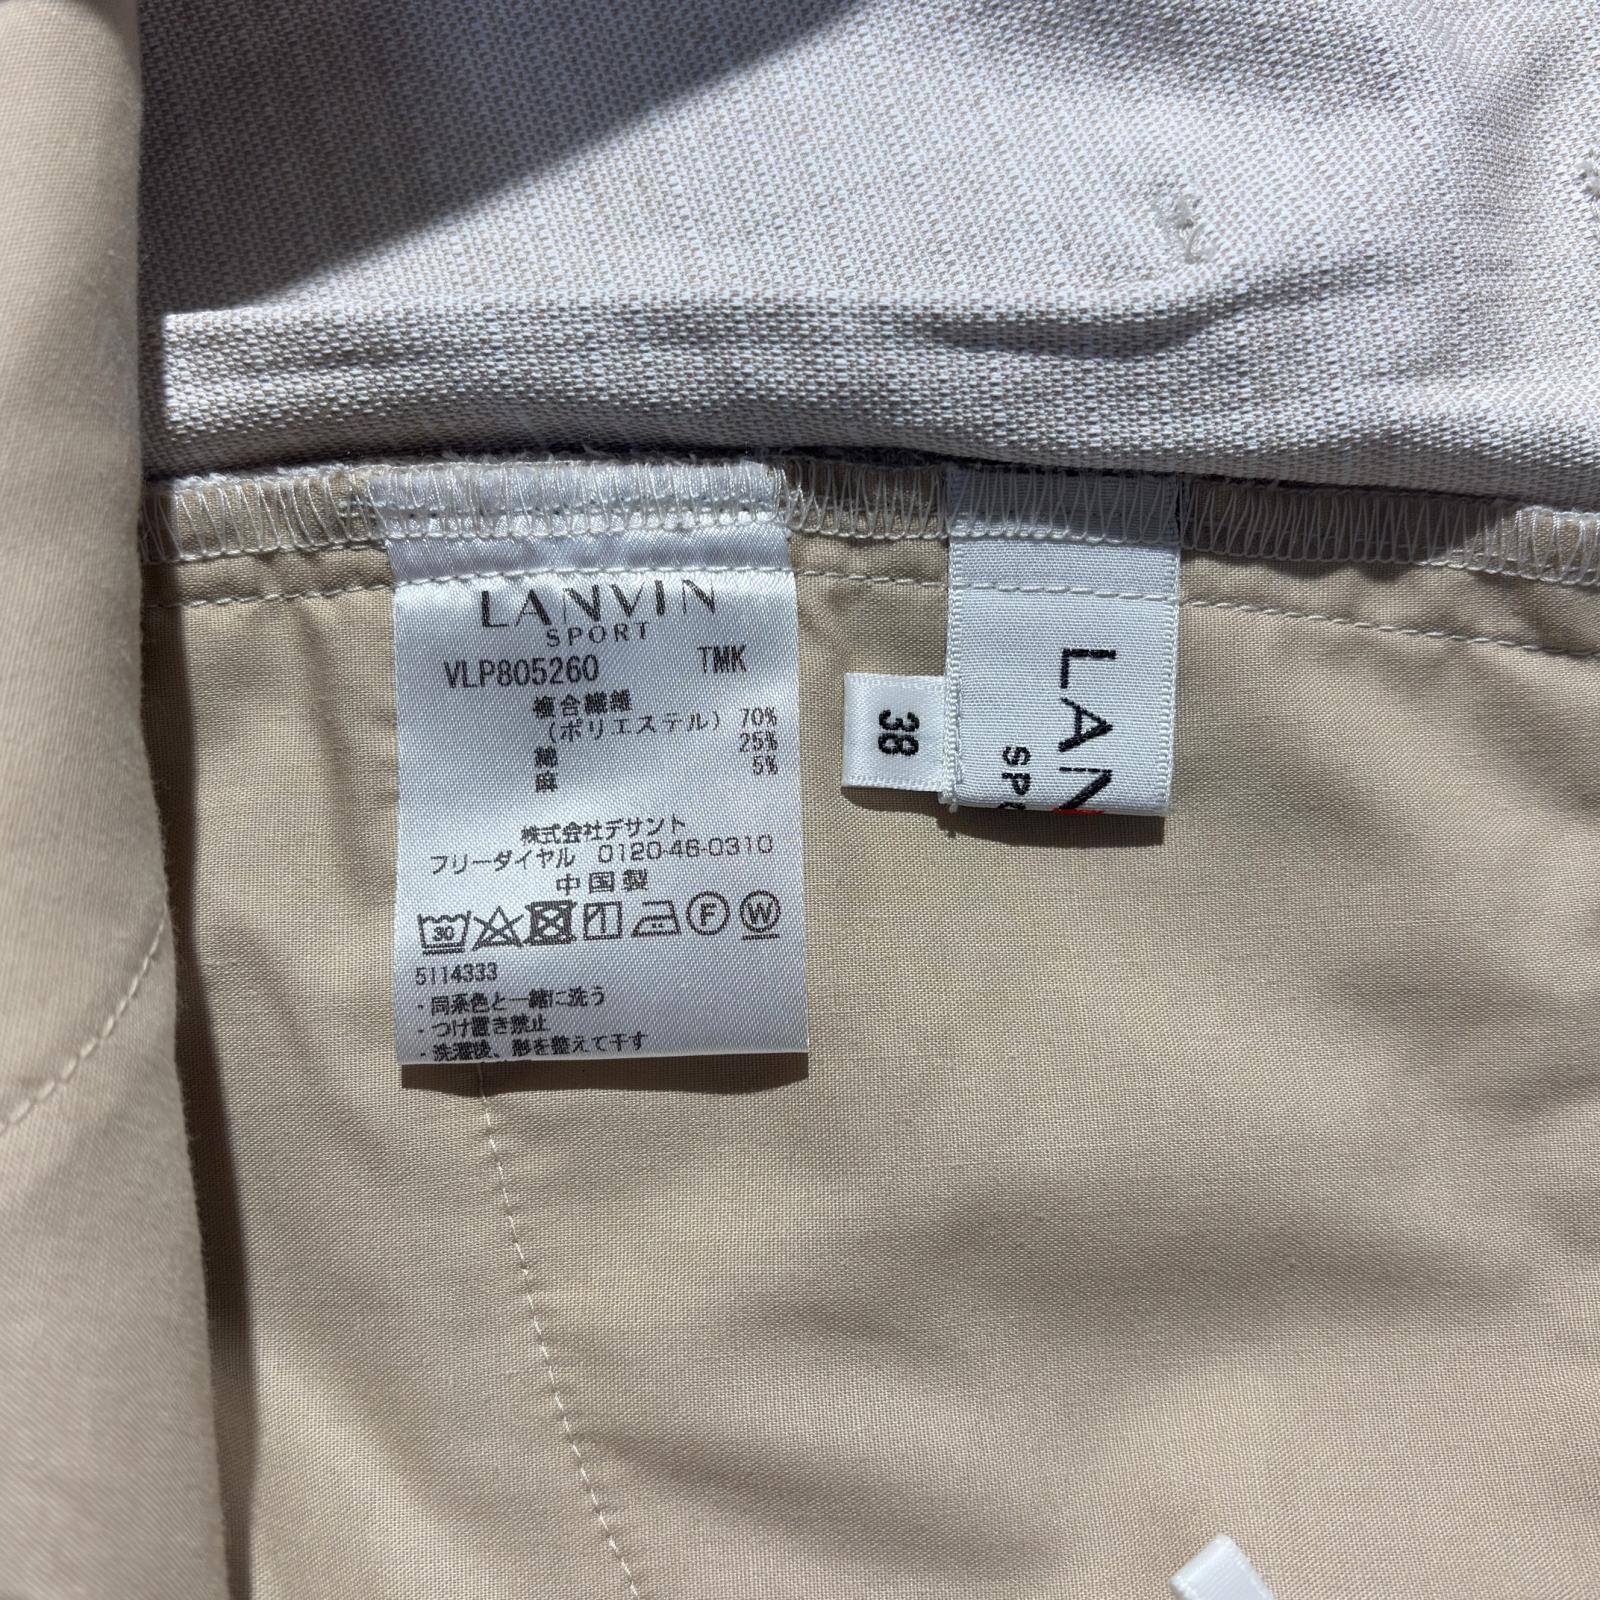 LANVIN
SPORT
VLP805260 TMK
複合繊維
(ポリエステル) 70%
綿 25%
麻 5%
株式会社デサント
フリーダイヤル 0120-46-0310
中国製
30 F W
5114333
・同系色と一緒に洗う
・つけ置き禁止
・洗濯後、形を整えて干す
38
LAN
SPO